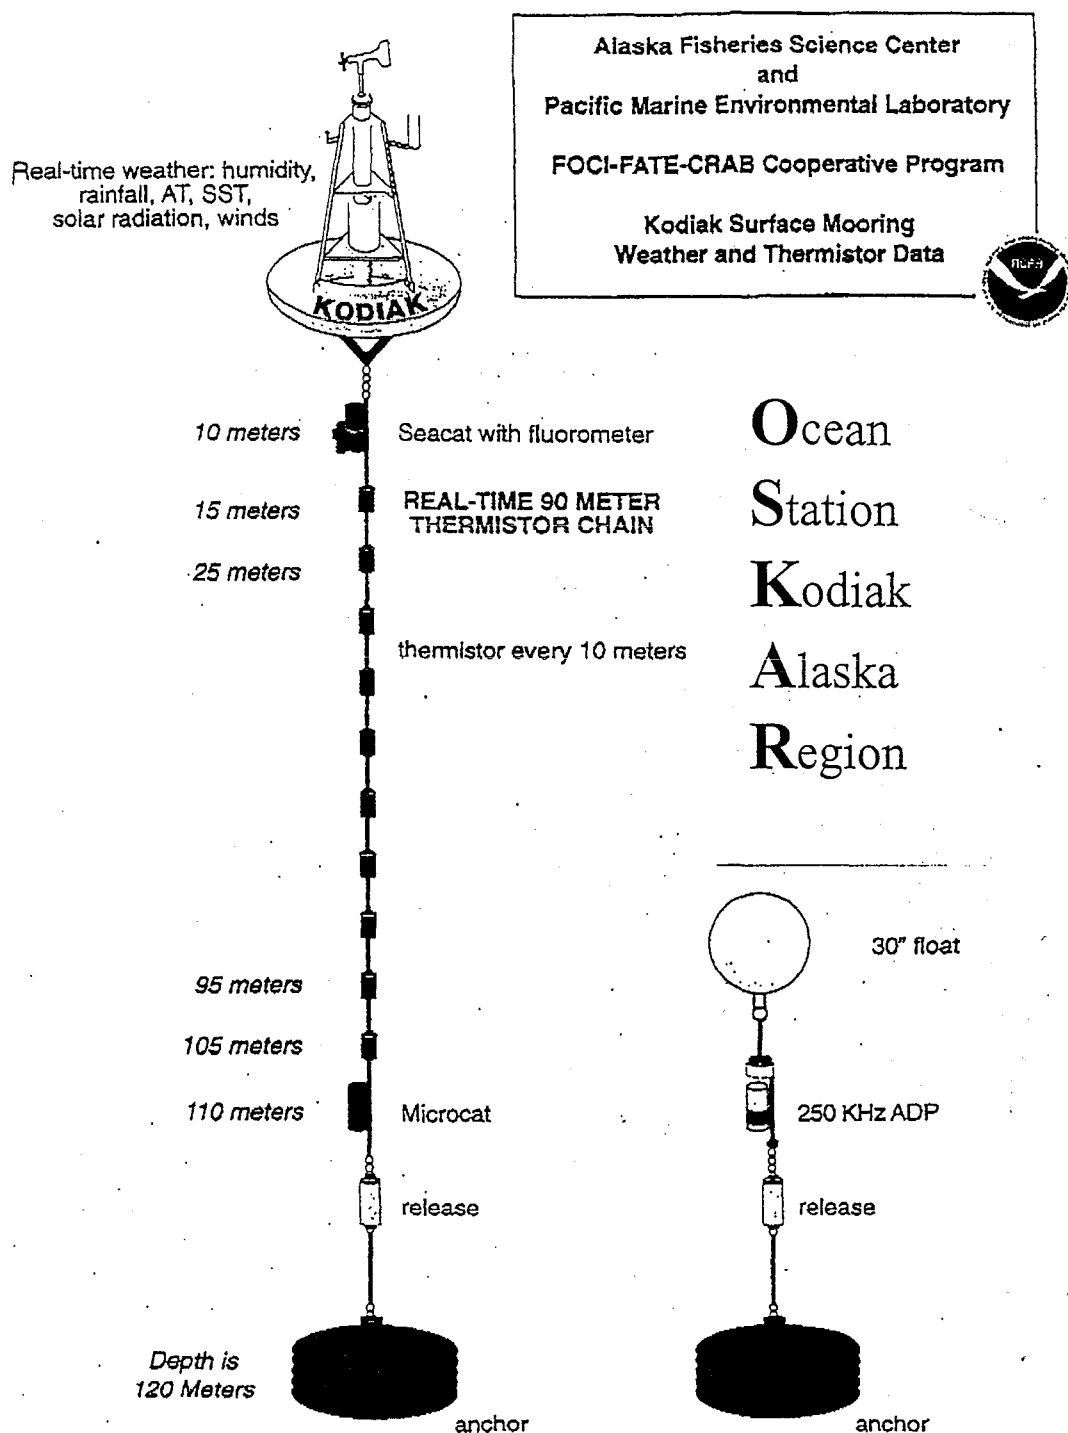 Alaska Fisheries Science Center
and
Pacific Marine Environmental Laboratory
FOCI-FATE-CRAB Cooperative Program
Kodiak Surface Mooring
Weather and Thermistor Data
NOAA
Real-time weather: humidity,
rainfall, AT, SST,
solar radiation, winds
KODIAK
10 meters
Seacat with fluorometer
15 meters
REAL-TIME 90 METER
THERMISTOR CHAIN
25 meters
thermistor every 10 meters
95 meters
105 meters
110 meters
Microcat
release
Depth is
120 Meters
anchor
Ocean
Station
Kodiak
Alaska
Region
30" float
250 KHz ADP
release
anchor